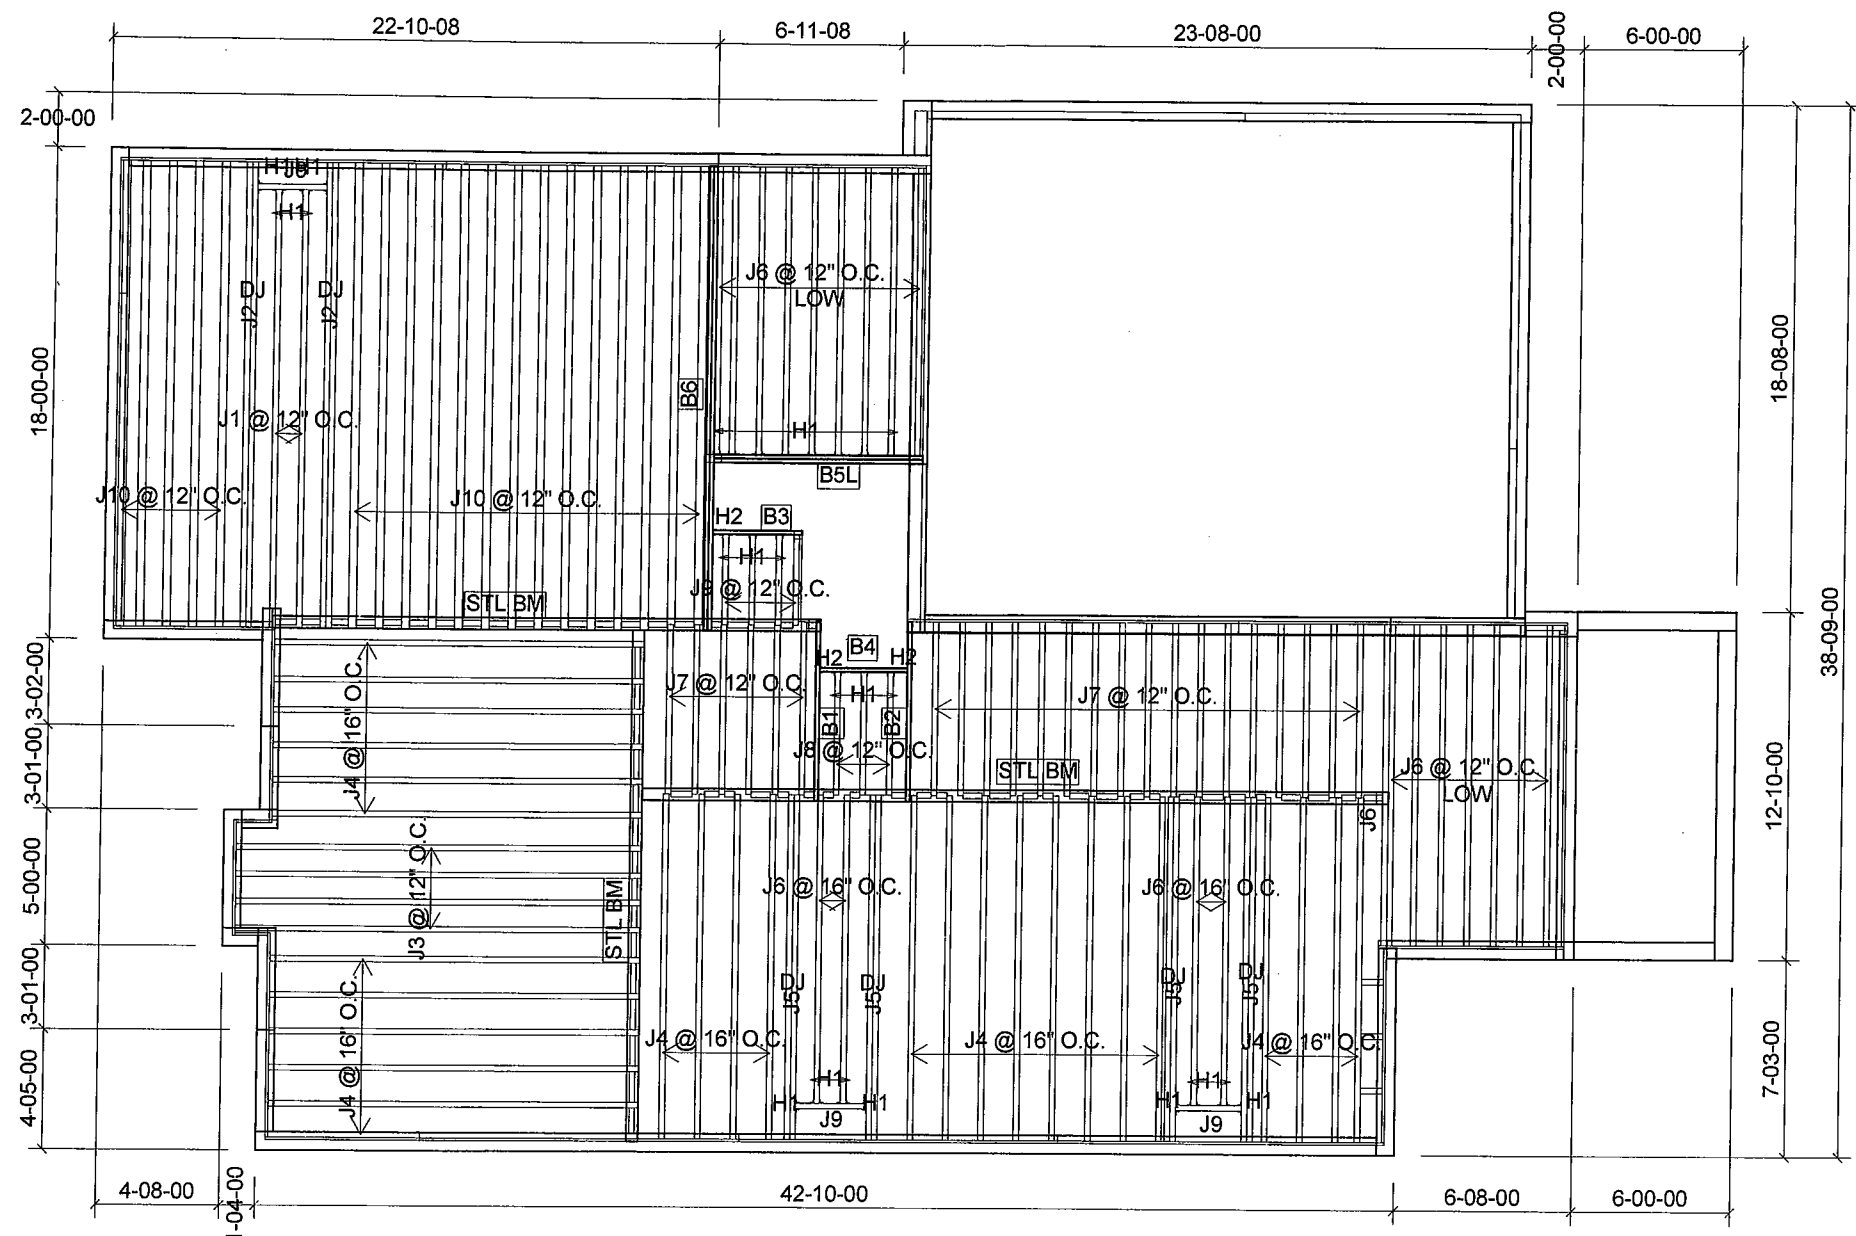 22-10-08
6-11-08
23-08-00
2-00-00
6-00-00
2-00-00
H1
H1
H1
DJ
J2
DJ
J2
J6 @ 12" O.C.
LOW
18-00-00
18-08-00
B6
J1 @ 12" O.C.
H1
B5L
J10 @ 12" O.C.
J10 @ 12" O.C.
H2
B3
H1
J9 @ 12" O.C.
STL BM
38-09-00
B4
H2
H2
3-02-00
J4 @ 16" O.C.
J7 @ 12" O.C.
H1
J7 @ 12" O.C.
B1
B2
3-01-00
J8 @ 12" O.C.
STL BM
J6 @ 12" O.C.
LOW
12-10-00
J6
5-00-00
J3 @ 12" O.C.
STL BM
J6 @ 16" O.C.
J6 @ 16" O.C.
3-01-00
DJ
J5
DJ
J5
DJ
J5
DJ
J5
J4 @ 16" O.C.
J4 @ 16" O.C.
J4 @ 16" O.C.
J4 @ 16" O.C.
4-05-00
7-03-00
H1
H1
H1
H1
H1
H1
J9
J9
4-08-00
1-04-00
42-10-00
6-08-00
6-00-00